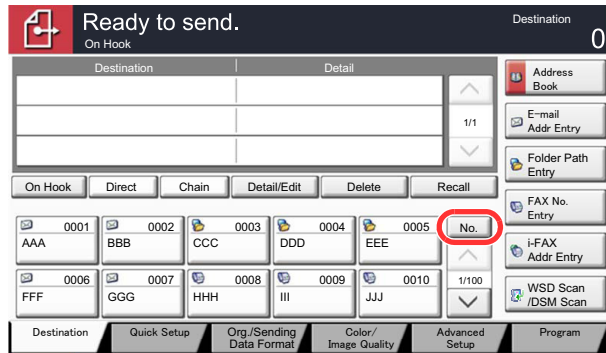 Ready to send.
Destination
On Hook
0
Destination Detail
Address
Book
1/1
E-mail
Addr Entry
Folder Path
Entry
On Hook Direct Chain Detail/Edit Delete Recall
FAX No.
Entry
0001 0002 0003 0004 0005 No.
AAA BBB CCC DDD EEE
i-FAX
Addr Entry
0006 0007 0008 0009 0010 1/100
FFF GGG HHH III JJJ
WSD Scan
/DSM Scan
Destination Quick Setup Org./Sending
Data Format Color/
Image Quality Advanced
Setup Program